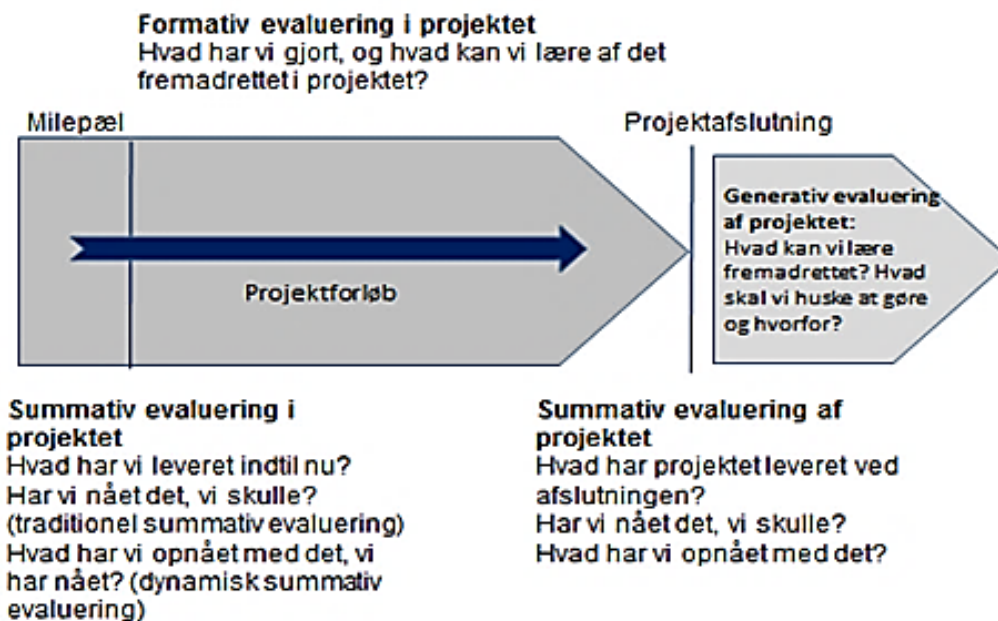 Formativ evaluering i projektet
Hvad har vi gjort, og hvad kan vi lære af det
fremadrettet i projektet?
Milepæl
Projektafslutning
Projektforløb
Generativ evaluering
af projektet:
Hvad kan vi lære
fremadrettet? Hvad
skal vi huske at gøre
og hvorfor?
Summativ evaluering i
projektet
Hvad har vi leveret indtil nu?
Har vi nået det, vi skulle?
(traditionel summativ evaluering)
Hvad har vi opnået med det, vi
har nået? (dynamisk summativ
evaluering)
Summativ evaluering af
projektet
Hvad har projektet leveret ved
afslutningen?
Har vi nået det, vi skulle?
Hvad har vi opnået med det?